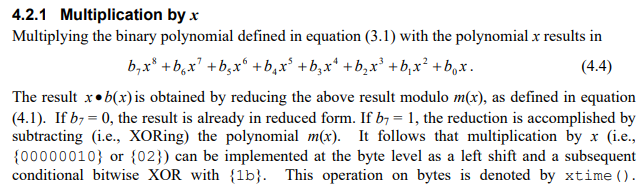 4.2.1 Multiplication by x
Multiplying the binary polynomial defined in equation (3.1) with the polynomial x results in
b₇x⁸ + b₆x⁷ + b₅x⁶ + b₄x⁵ + b₃x⁴ + b₂x³ + b₁x² + b₀x . (4.4)
The result x • b(x) is obtained by reducing the above result modulo m(x), as defined in equation
(4.1). If b₇ = 0, the result is already in reduced form. If b₇ = 1, the reduction is accomplished by
subtracting (i.e., XORing) the polynomial m(x). It follows that multiplication by x (i.e.,
{00000010} or {02}) can be implemented at the byte level as a left shift and a subsequent
conditional bitwise XOR with {1b}. This operation on bytes is denoted by xtime().